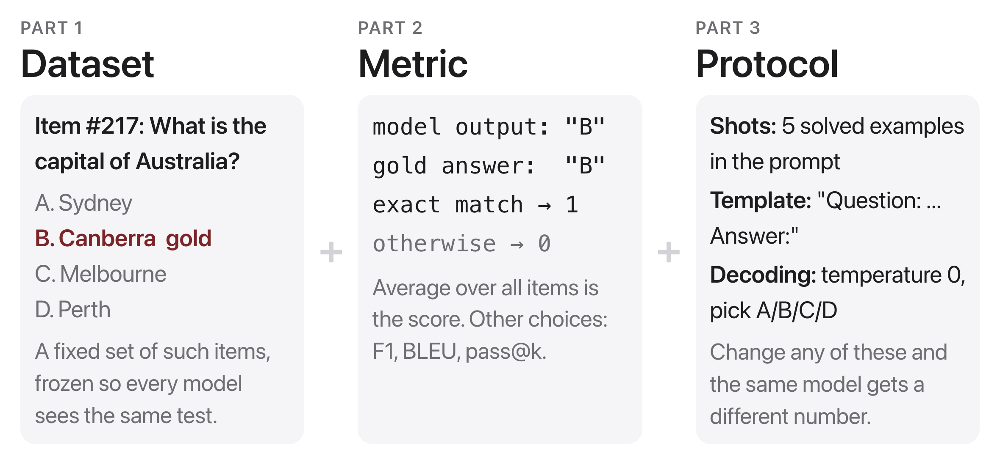 PART 1
Dataset
Item #217: What is the
capital of Australia?
A. Sydney
B. Canberra gold
C. Melbourne
D. Perth
A fixed set of such items,
frozen so every model
sees the same test.
+
PART 2
Metric
model output: "B"
gold answer: "B"
exact match → 1
otherwise → 0
Average over all items is
the score. Other choices:
F1, BLEU, pass@k.
+
PART 3
Protocol
Shots: 5 solved examples
in the prompt
Template: "Question: ...
Answer:"
Decoding: temperature 0,
pick A/B/C/D
Change any of these and
the same model gets a
different number.